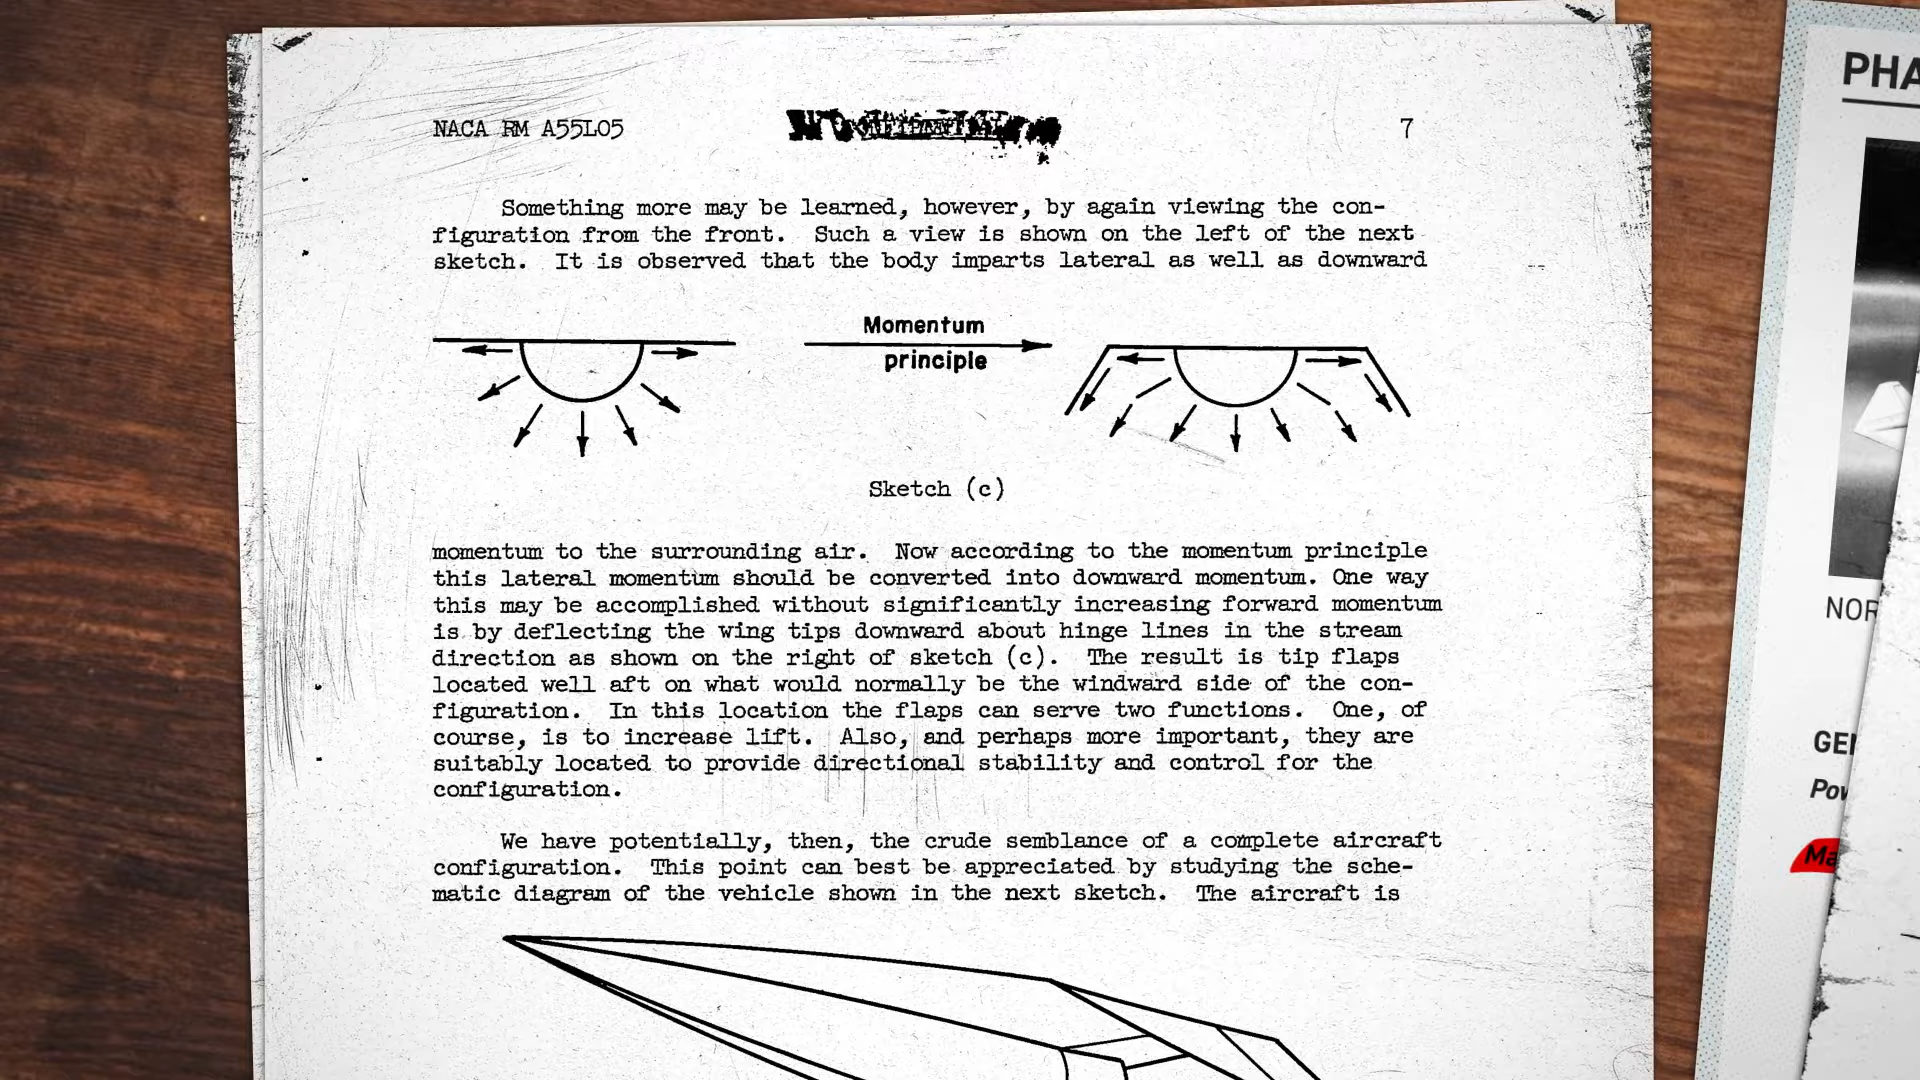 NACA RM A55L05
7
Something more may be learned, however, by again viewing the con-
figuration from the front. Such a view is shown on the left of the next
sketch. It is observed that the body imparts lateral as well as downward
Momentum
principle
Sketch (c)
momentum to the surrounding air. Now according to the momentum principle
this lateral momentum should be converted into downward momentum. One way
this may be accomplished without significantly increasing forward momentum
is by deflecting the wing tips downward about hinge lines in the stream
direction as shown on the right of sketch (c). The result is tip flaps
located well aft on what would normally be the windward side of the con-
figuration. In this location the flaps can serve two functions. One, of
course, is to increase lift. Also, and perhaps more important, they are
suitably located to provide directional stability and control for the
configuration.
We have potentially, then, the crude semblance of a complete aircraft
configuration. This point can best be appreciated by studying the sche-
matic diagram of the vehicle shown in the next sketch. The aircraft is
PHA
NOR
GE
Pow
Ma